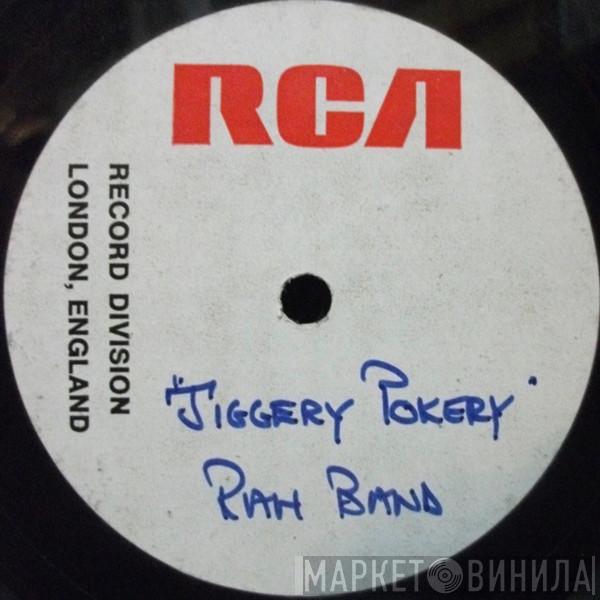 RCA
RECORD DIVISION
LONDON, ENGLAND
"JIGGERY POKERY"
RAH BAND
МАРКЕТ ВИНИЛА